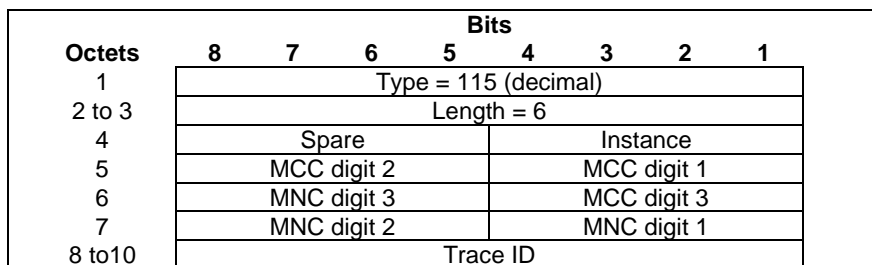 Bits
Octets 8 7 6 5 4 3 2 1
1 Type = 115 (decimal)
2 to 3 Length = 6
4 Spare Instance
5 MCC digit 2 MCC digit 1
6 MNC digit 3 MCC digit 3
7 MNC digit 2 MNC digit 1
8 to10 Trace ID